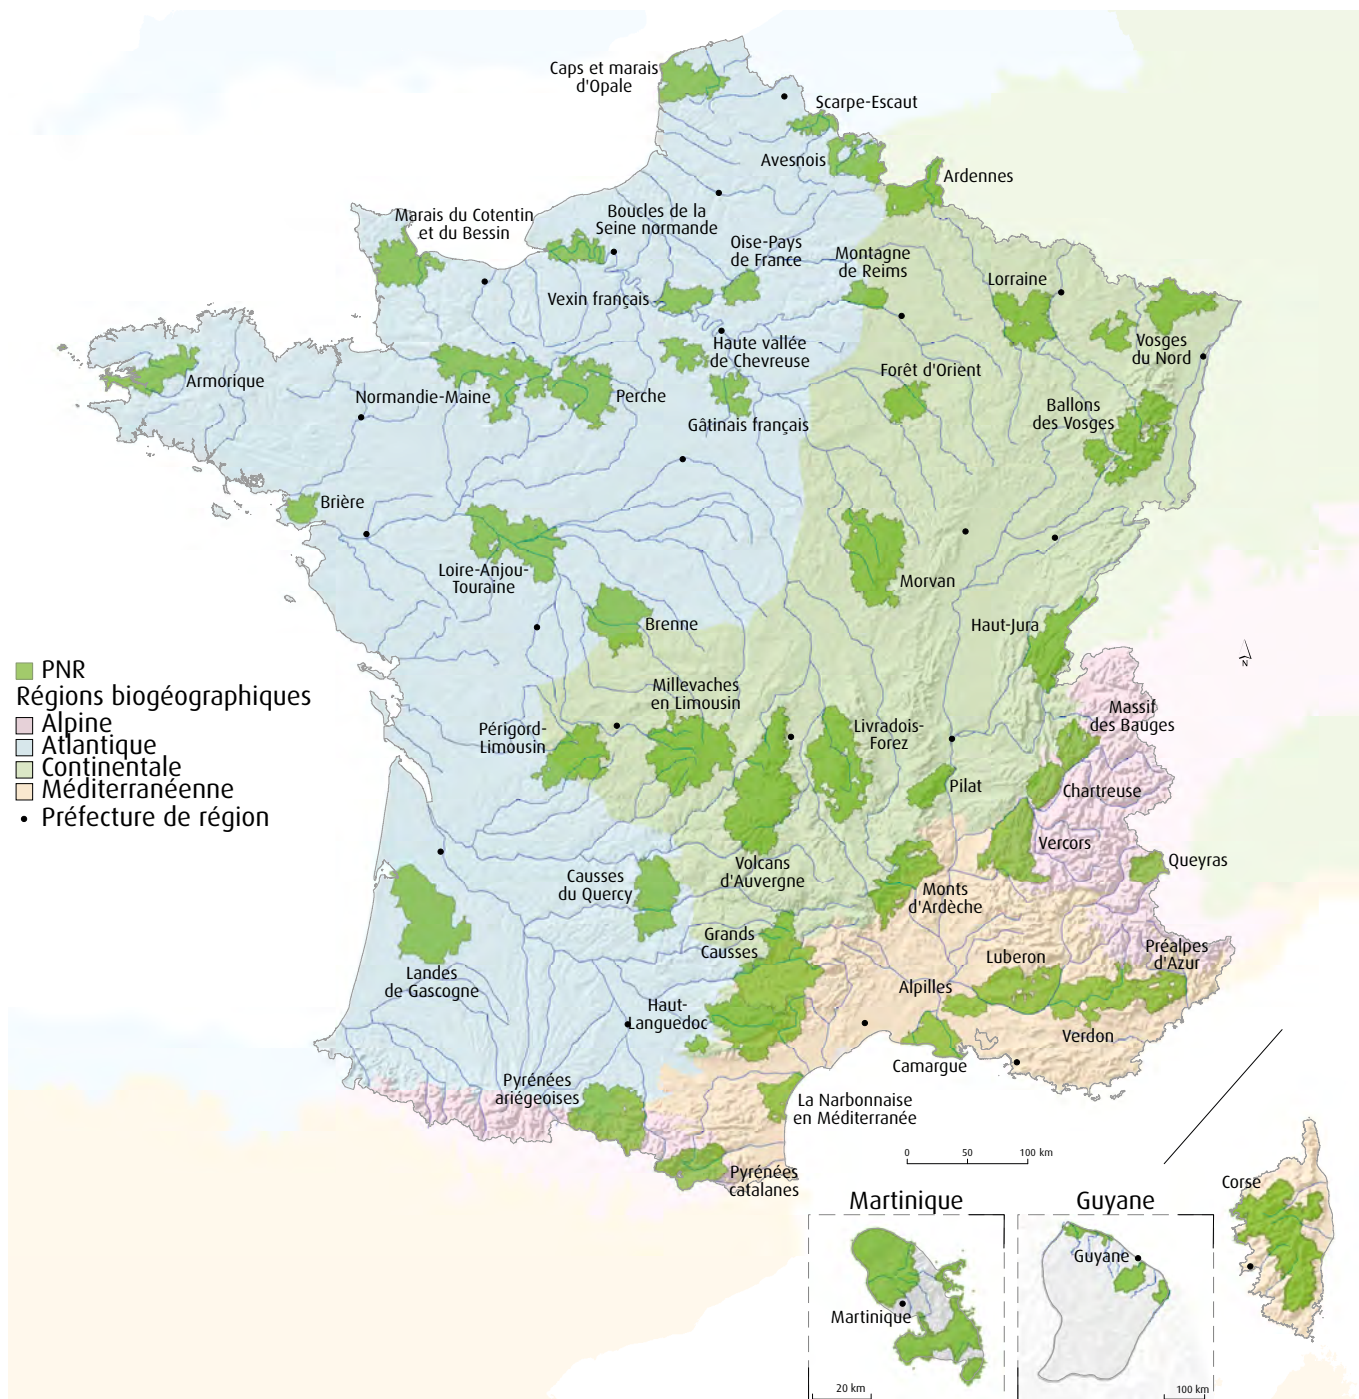 Caps et marais
d'Opale
Scarpe-Escaut
Avesnois
Ardennes
Marais du Cotentin
et du Bessin
Boucles de la
Seine normande
Oise-Pays
de France
Montagne
de Reims
Lorraine
Vexin français
Haute vallée
de Chevreuse
Vosges
du Nord
Armorique
Normandie-Maine
Perche
Forêt d'Orient
Gâtinais français
Ballons
des Vosges
Brière
Loire-Anjou-
Touraine
Morvan
Brenne
Haut-Jura
N
PNR
Régions biogéographiques
Alpine
Atlantique
Continentale
Méditerranéenne
Préfecture de région
Millevaches
en Limousin
Périgord-
Limousin
Livradois-
Forez
Massif
des Bauges
Pilat
Chartreuse
Vercors
Queyras
Volcans
d'Auvergne
Causses
du Quercy
Monts
d'Ardèche
Grands
Causses
Landes
de Gascogne
Luberon
Préalpes
d'Azur
Alpilles
Haut-
Languedoc
Verdon
Camargue
Pyrénées
ariégeoises
La Narbonnaise
en Méditerranée
Pyrénées
catalanes
0 50 100 km
Corse
Martinique
Martinique
20 km
Guyane
Guyane
100 km